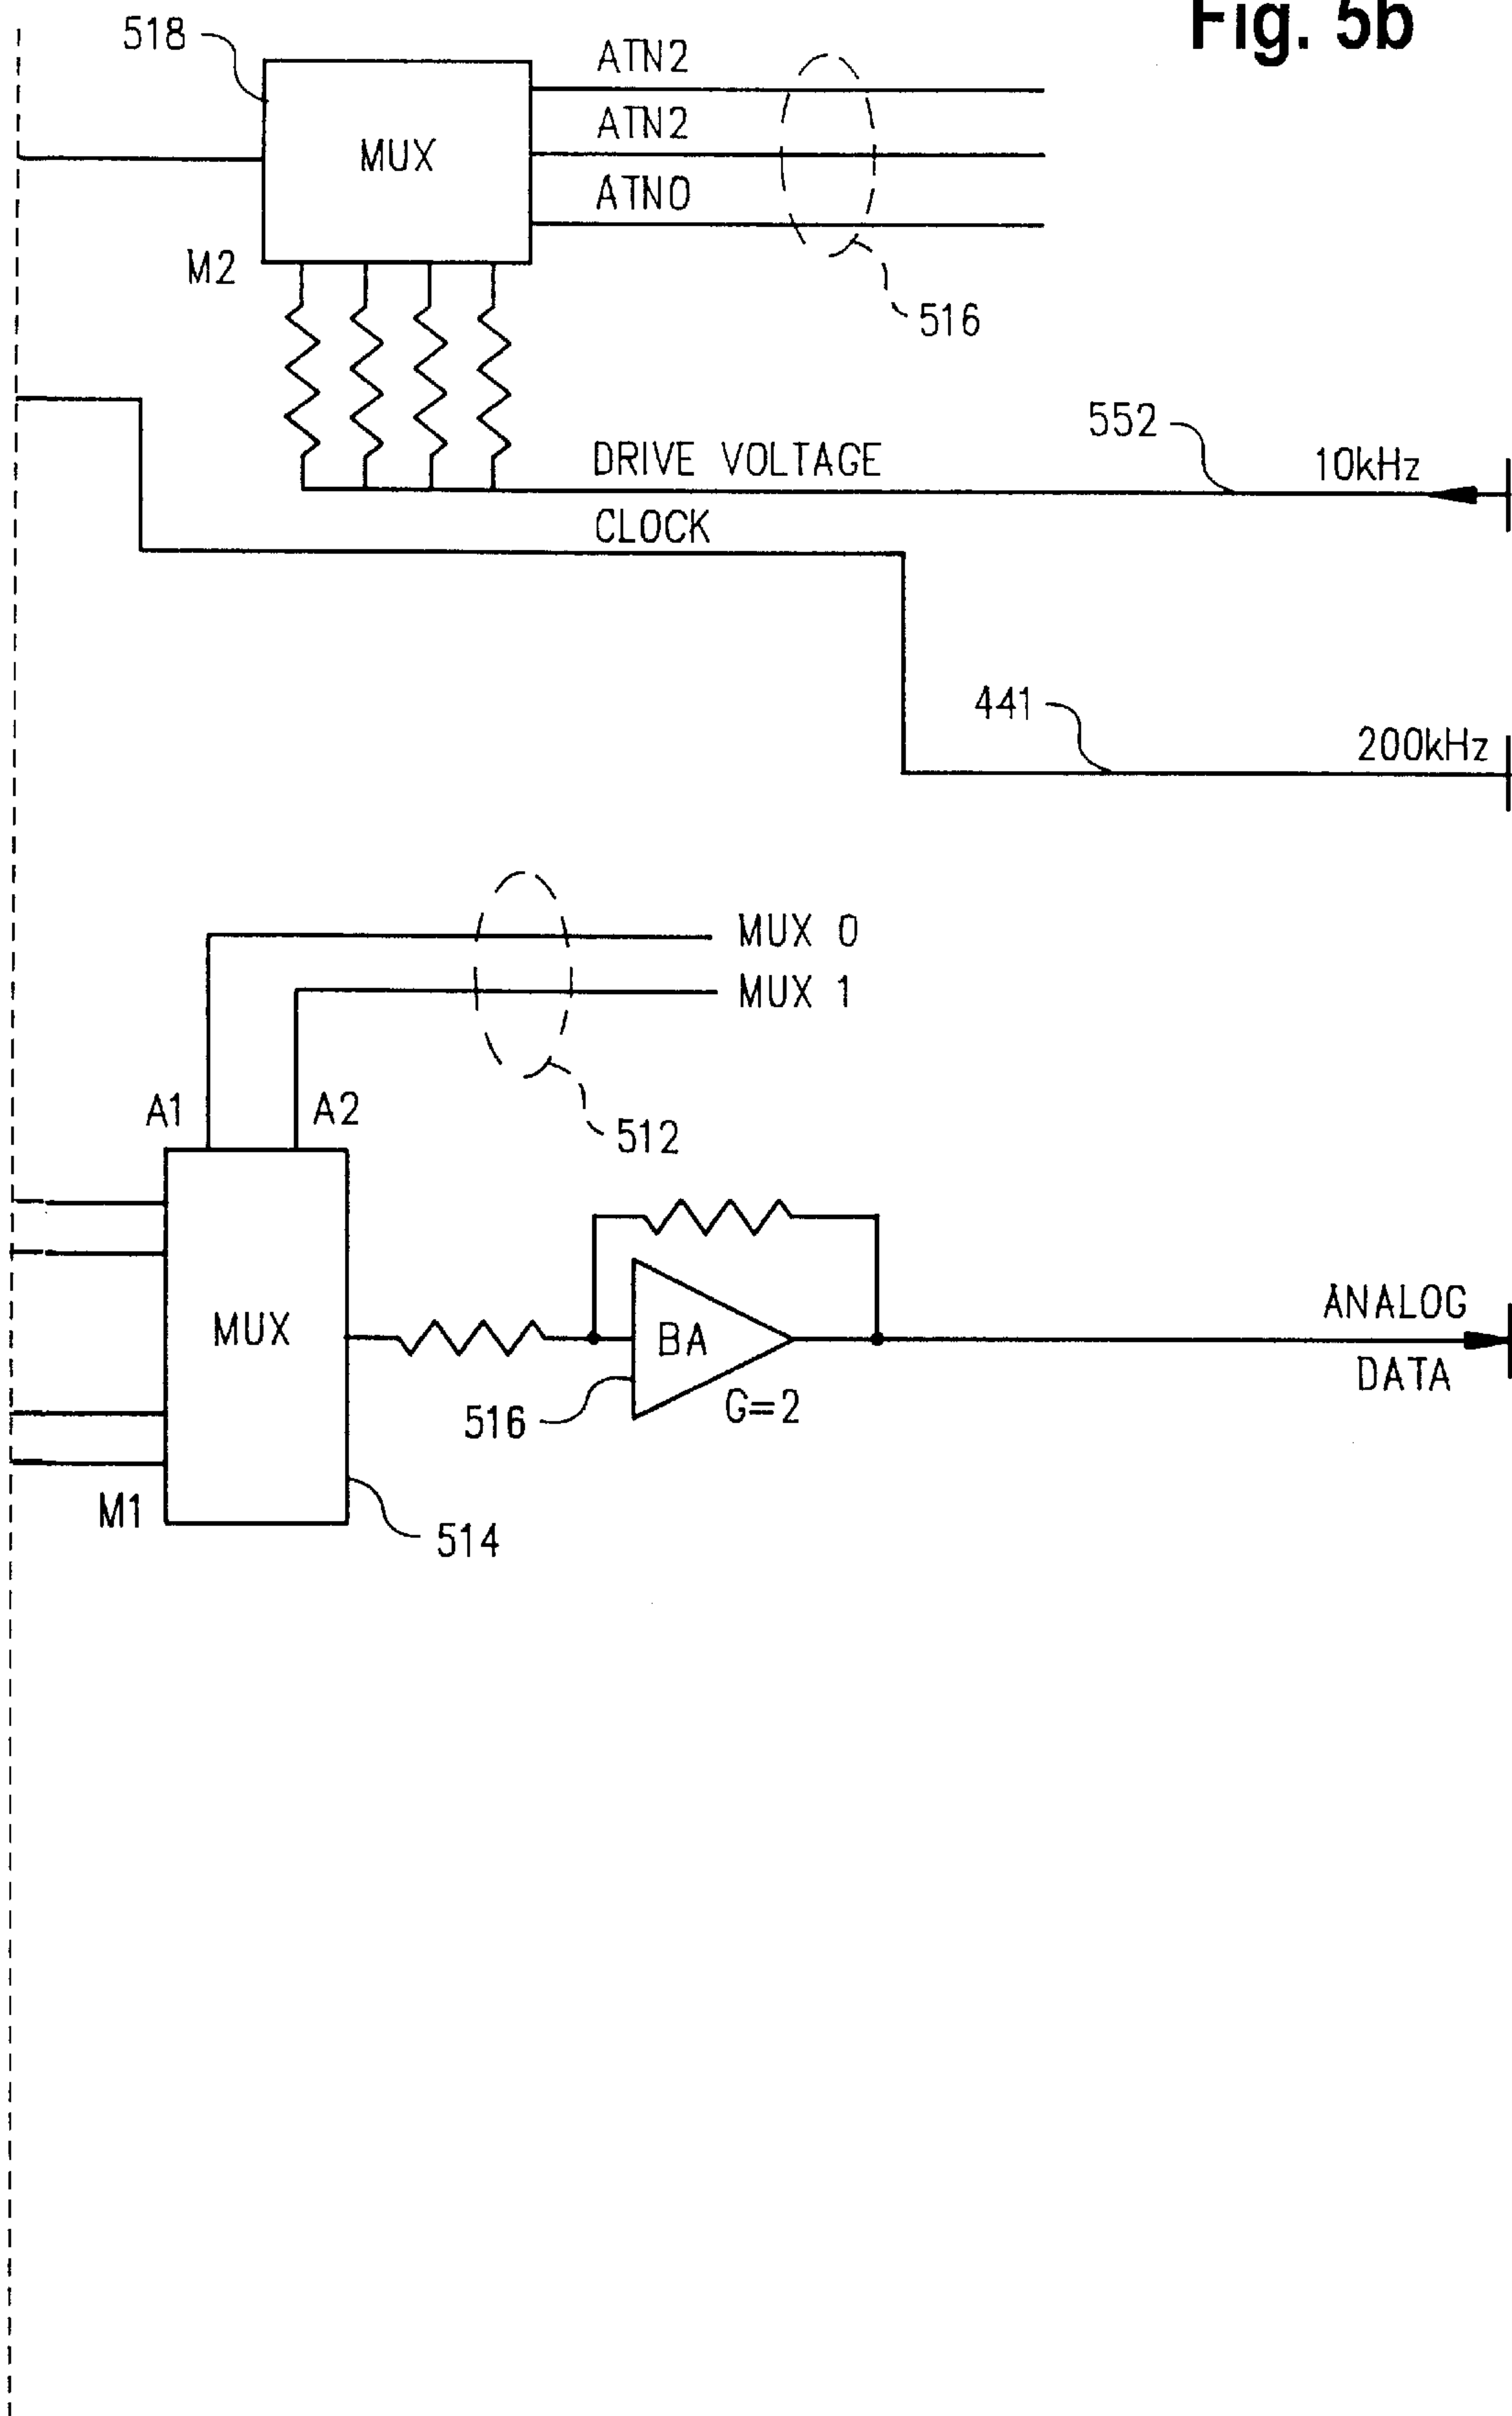 Fig. 5b
518
ATN2
MUX
ATN2
ATN0
M2
516
552
DRIVE VOLTAGE
10kHz
CLOCK
441
200kHz
MUX 0
MUX 1
A1
A2
512
MUX
BA
ANALOG
DATA
516
G=2
M1
514